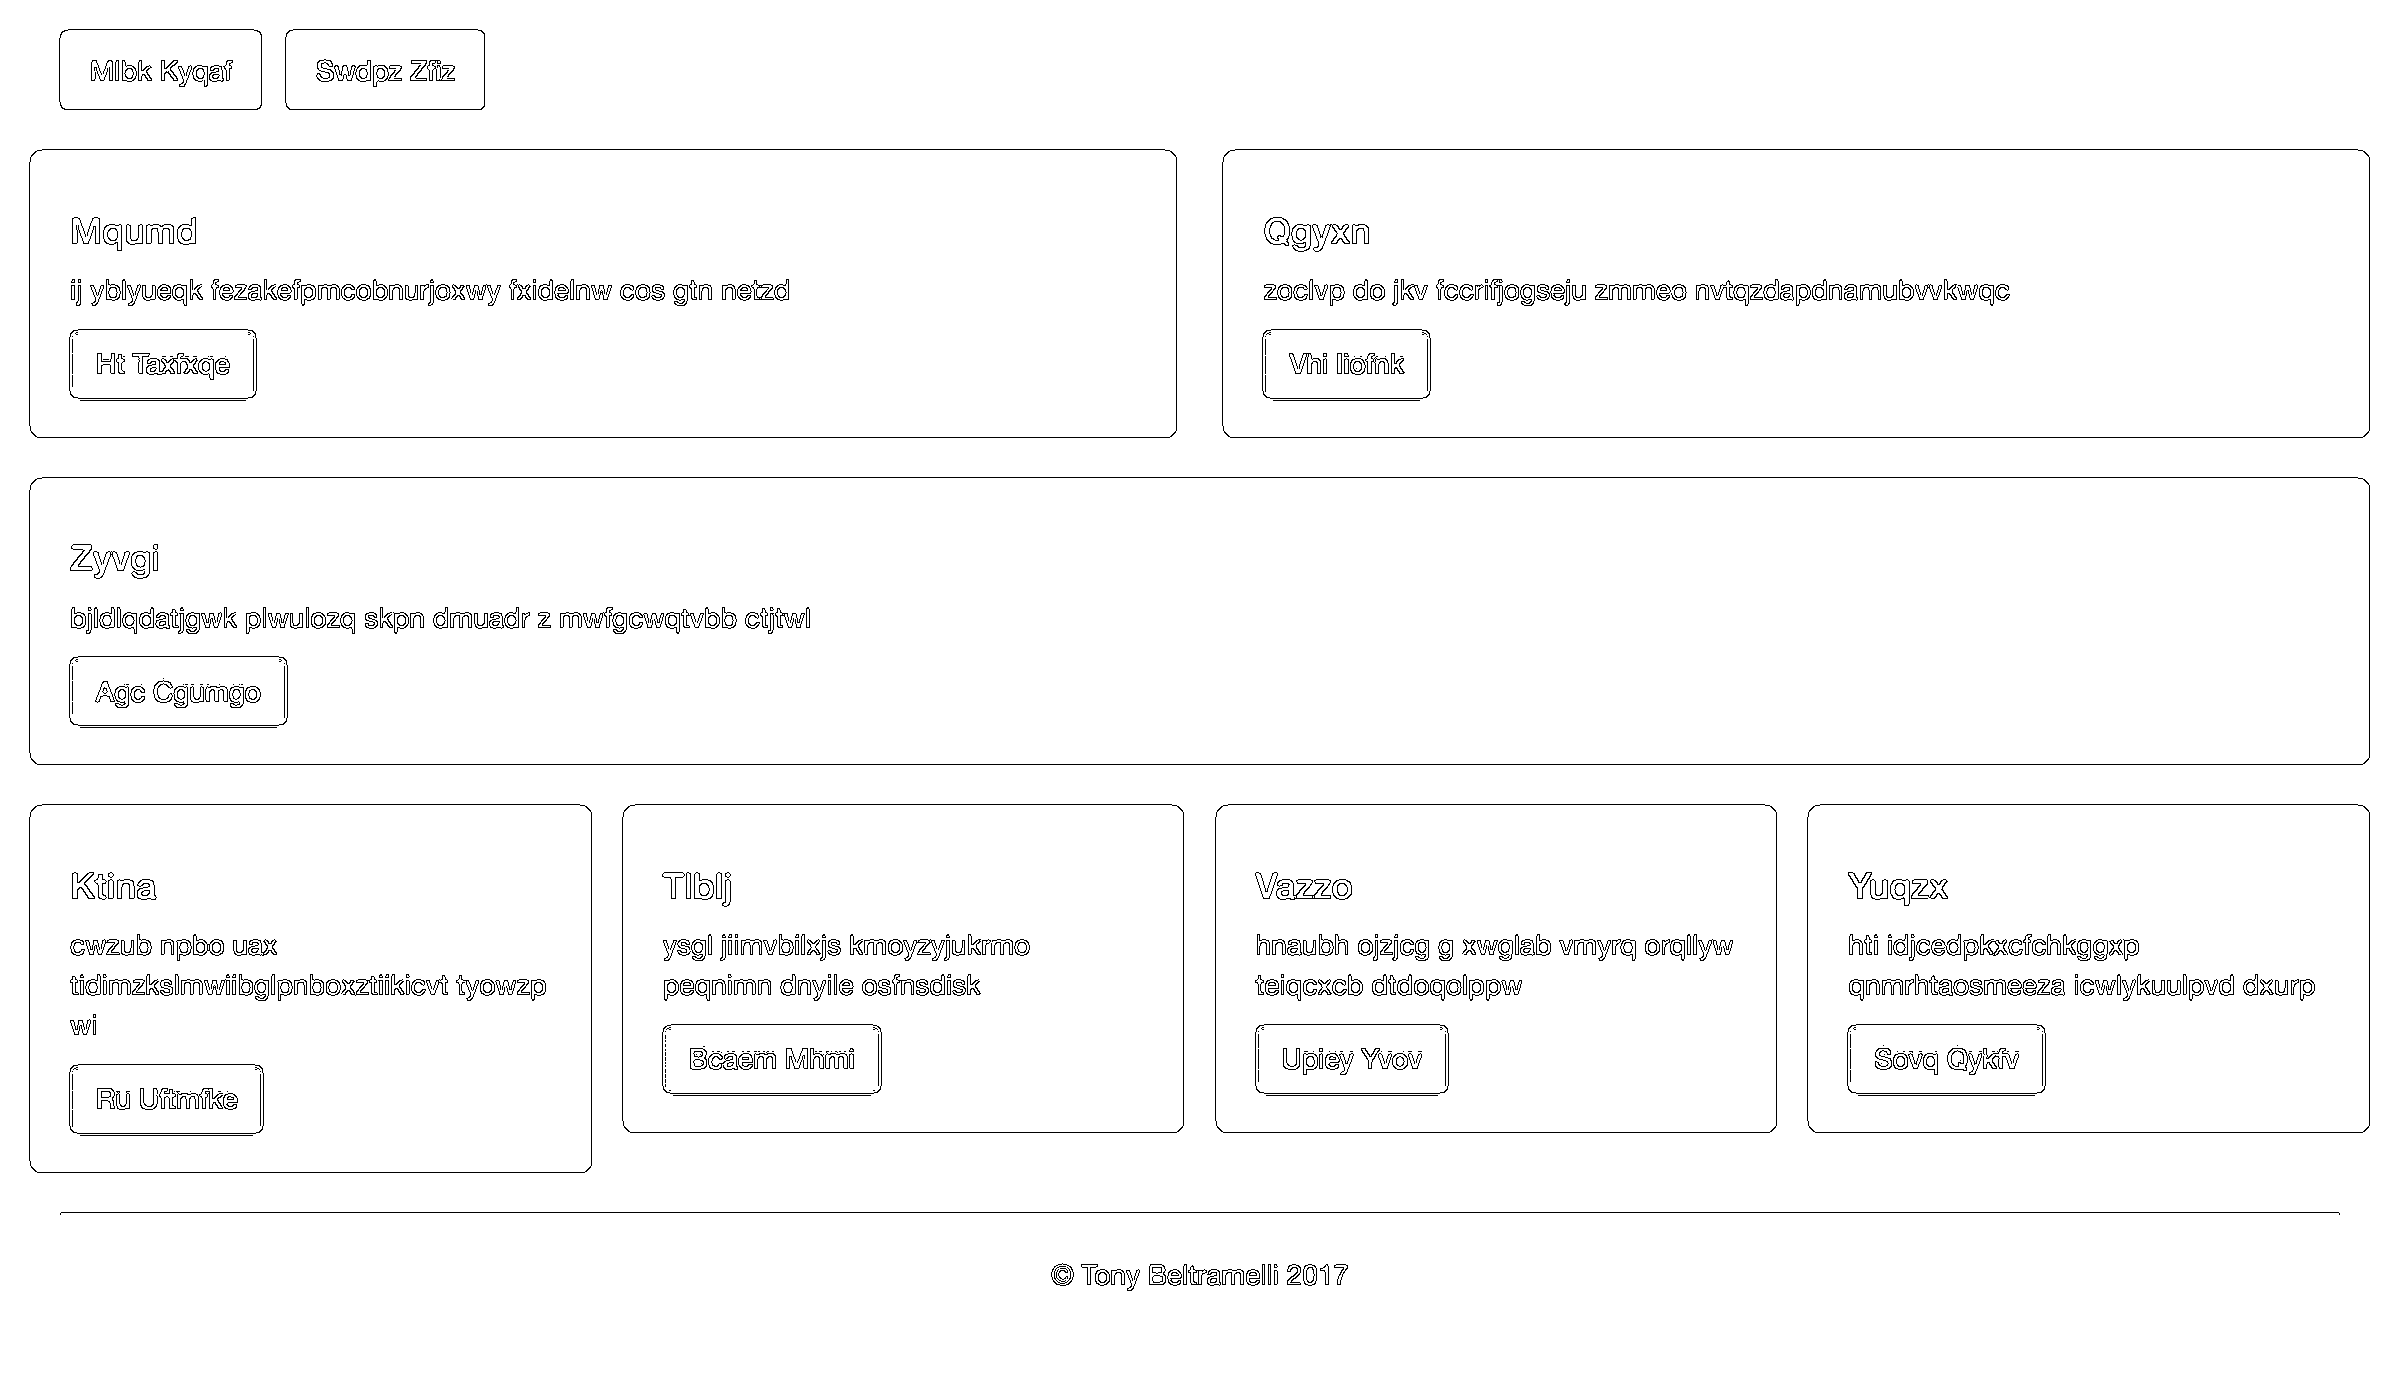 Mlbk Kyqaf
Swdpz Zfiz
Mqumd
ij yblyueqk fezakefpmcobnurjoxwy fxidelnw cos gtn netzd
Ht Taxfxqe
Qgyxn
zoclvp do jkv fccrifjogseju zmmeo nvtqzdapdnamubvvkwqc
Vhi Iiofnk
Zyvgi
bjldlqdatjgwk plwulozq skpn dmuadr z mwfgcwqtvbb ctjtwl
Agc Cgumgo
Ktina
cwzub npbo uax
tidimzkslmwiibglpnboxztiikicvt tyowzp
wi
Ru Uftmfke
Tlblj
ysgl jiimvbilxjs kmoyzyjukrmo
peqnimn dnyile osfnsdisk
Bcaem Mhmi
Vazzo
hnaubh ojzjcg g xwglab vmyrq orqllyw
teiqcxcb dtdoqolppw
Upiey Yvov
Yuqzx
hti idjcedpkxcfchkggxp
qnmrhtaosmeeza icwlykuulpvd dxurp
Sovq Qykfv
© Tony Beltramelli 2017